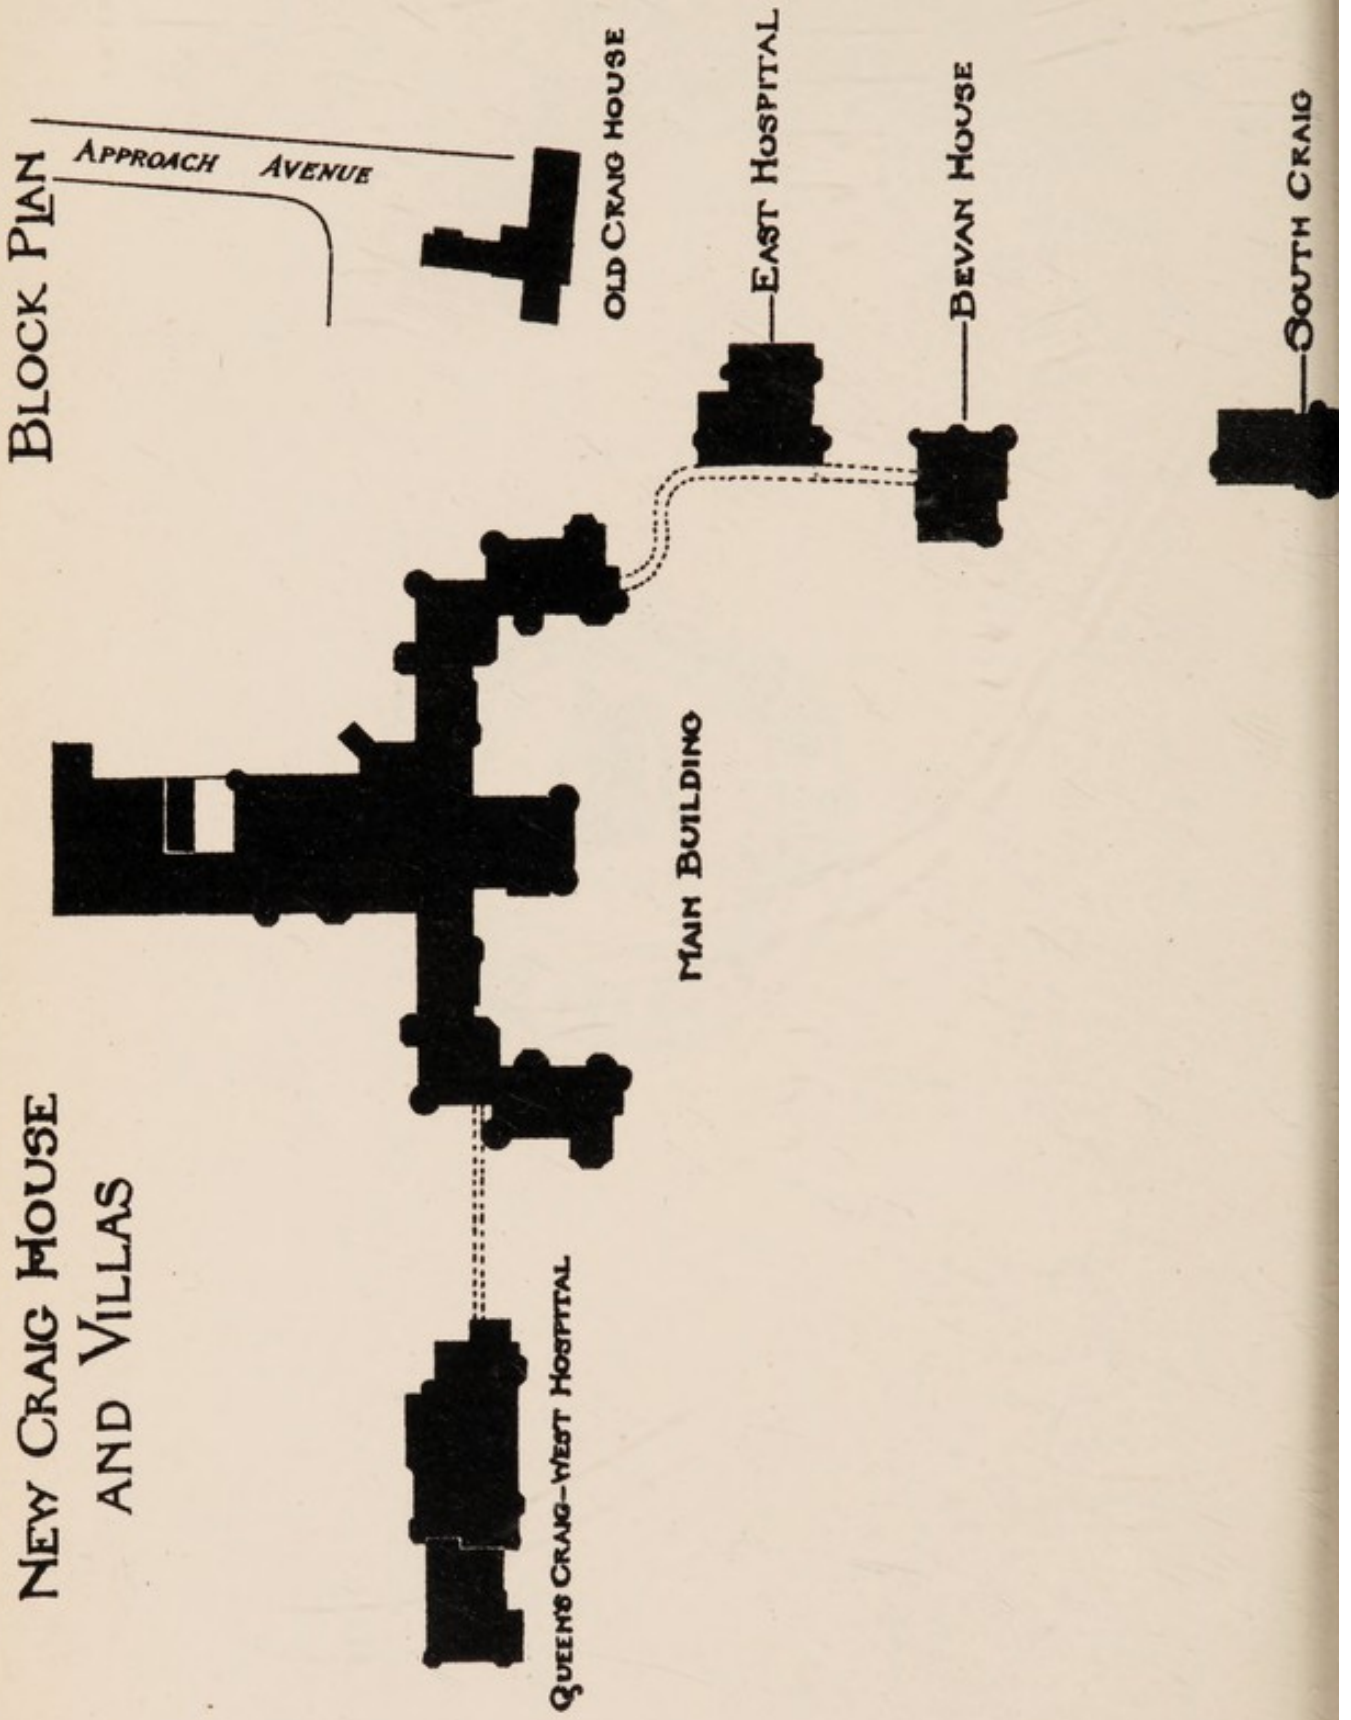 NEW CRAIG HOUSE
AND VILLAS
BLOCK PLAN
APPROACH AVENUE
OLD CRAIG HOUSE
EAST HOSPITAL
BEVAN HOUSE
SOUTH CRAIG
MAIN BUILDING
QUEEN'S CRAIG-WEST HOSPITAL